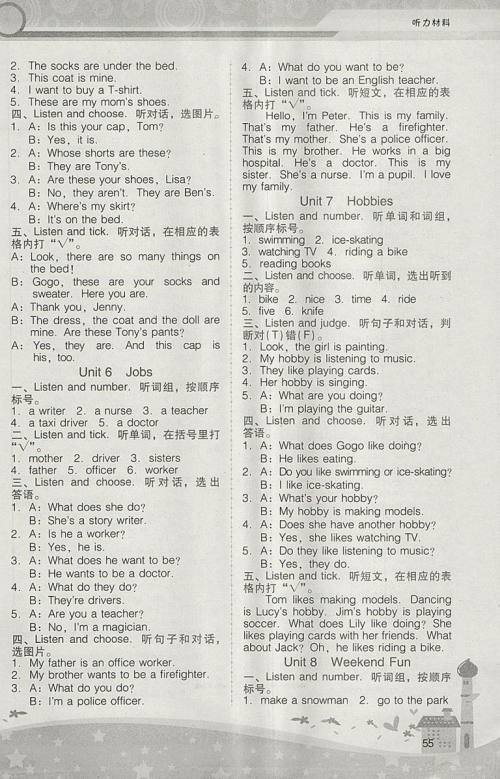 听力材料
2. The socks are under the bed.
3. This coat is mine.
4. I want to buy a T-shirt.
5. These are my mom's shoes.
四、Listen and choose. 听对话，选图片。
1. A: Is this your cap, Tom?
B: Yes, it is.
2. A: Whose shorts are these?
B: They are Tony's.
3. A: Are these your shoes, Lisa?
B: No, they aren't. They are Ben's.
4. A: Where's my skirt?
B: It's on the bed.
五、Listen and tick. 听对话，在相应的表
格内打“√”。
A: Look, there are so many things on
the bed!
B: Gogo, these are your socks and
sweater. Here you are.
A: Thank you, Jenny.
B: The dress, the coat and the doll are
mine. Are these Tony's pants?
A: Yes, they are. And this cap is
his, too.
Unit 6 Jobs
一、Listen and number. 听词组，按顺序
标号。
1. a writer 2. a nurse 3. a teacher
4. a taxi driver 5. a doctor
二、Listen and tick. 听单词，在括号里打
“√”。
1. mother 2. driver 3. sisters
4. father 5. officer 6. worker
三、Listen and choose. 听对话，选出
答语。
1. A: What does she do?
B: She's a story writer.
2. A: Is he a worker?
B: Yes, he is.
3. A: What does he want to be?
B: He wants to be a doctor.
4. A: What do they do?
B: They're drivers.
5. A: Are you a teacher?
B: No, I'm a magician.
四、Listen and choose. 听句子和对话，
选图片。
1. My father is an office worker.
2. My brother wants to be a firefighter.
3. A: What do you do?
B: I'm a police officer.
4. A: What do you want to be?
B: I want to be an English teacher.
五、Listen and tick. 听短文，在相应的表
格内打“√”。
Hello, I'm Peter. This is my family.
That's my father. He's a firefighter.
That's my mother. She's a police officer.
This is my brother. He works in a big
hospital. He's a doctor. This is my
sister. She's a nurse. I'm a pupil. I love
my family.
Unit 7 Hobbies
一、Listen and number. 听单词和词组，
按顺序标号。
1. swimming 2. ice-skating
3. watching TV 4. riding a bike
5. reading books
二、Listen and choose. 听单词，选出听到
的内容。
1. bike 2. nice 3. time 4. ride
5. five 6. knife
三、Listen and judge. 听句子和对话，判
断对(T)错(F)。
1. Look, the girl is painting.
2. My hobby is listening to music.
3. They like playing cards.
4. Her hobby is singing.
5. A: What are you doing?
B: I'm playing the guitar.
四、Listen and choose. 听对话，选出
答语。
1. A: What does Gogo like doing?
B: He likes eating.
2. A: Do you like swimming or ice-skating?
B: I like ice-skating.
3. A: What's your hobby?
B: My hobby is making models.
4. A: Does she have another hobby?
B: Yes, she likes watching TV.
5. A: Do they like listening to music?
B: Yes, they do.
五、Listen and tick. 听短文，在相应的表
格内打“√”。
Tom likes making models. Dancing
is Lucy's hobby. Jim's hobby is playing
soccer. What does Lily like doing? She
likes playing cards with her friends. What
about Jack? Oh, he likes riding a bike.
Unit 8 Weekend Fun
一、Listen and number. 听词组，按顺序
标号。
1. make a snowman 2. go to the park
55